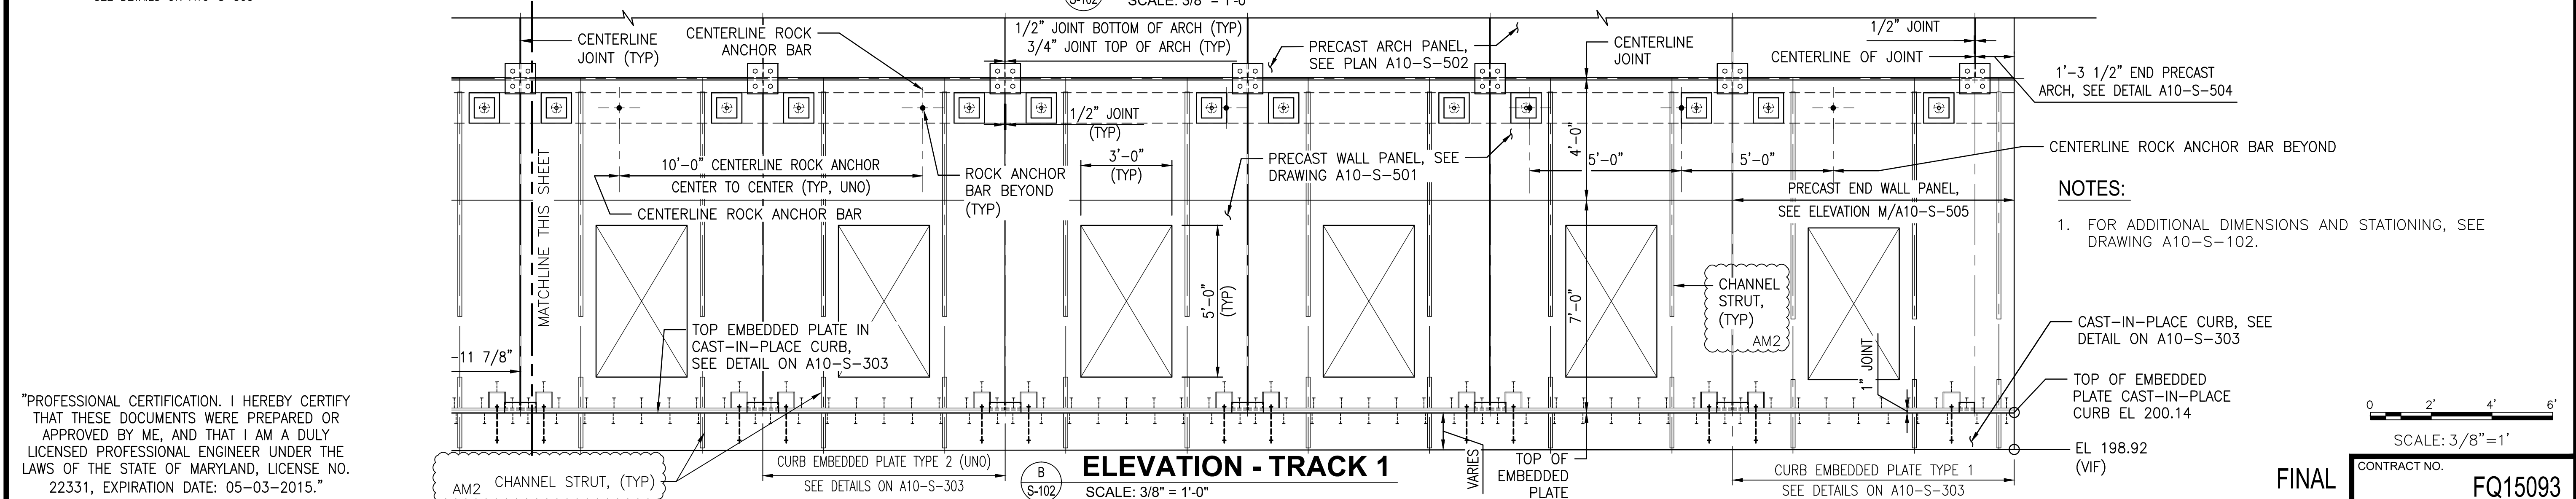 S-102
SCALE: 3/8" = 1'-0"
CENTERLINE
JOINT (TYP)
CENTERLINE ROCK
ANCHOR BAR
1/2" JOINT BOTTOM OF ARCH (TYP)
3/4" JOINT TOP OF ARCH (TYP)
PRECAST ARCH PANEL,
SEE PLAN A10-S-502
CENTERLINE
JOINT
1/2" JOINT
CENTERLINE OF JOINT
1'-3 1/2" END PRECAST
ARCH, SEE DETAIL A10-S-504
1/2" JOINT
(TYP)
MATCHLINE THIS SHEET
10'-0" CENTERLINE ROCK ANCHOR
CENTER TO CENTER (TYP, UNO)
CENTERLINE ROCK ANCHOR BAR
ROCK ANCHOR
BAR BEYOND
(TYP)
3'-0"
(TYP)
PRECAST WALL PANEL, SEE
DRAWING A10-S-501
4'-0"
5'-0"
5'-0"
CENTERLINE ROCK ANCHOR BAR BEYOND
PRECAST END WALL PANEL,
SEE ELEVATION M/A10-S-505
NOTES:
1. FOR ADDITIONAL DIMENSIONS AND STATIONING, SEE
DRAWING A10-S-102.
5'-0"
(TYP)
7'-0"
CHANNEL
STRUT,
(TYP)
AM2
1" JOINT
-11 7/8"
TOP EMBEDDED PLATE IN
CAST-IN-PLACE CURB,
SEE DETAIL ON A10-S-303
CAST-IN-PLACE CURB, SEE
DETAIL ON A10-S-303
TOP OF EMBEDDED
PLATE CAST-IN-PLACE
CURB EL 200.14
EL 198.92
(VIF)
"PROFESSIONAL CERTIFICATION. I HEREBY CERTIFY
THAT THESE DOCUMENTS WERE PREPARED OR
APPROVED BY ME, AND THAT I AM A DULY
LICENSED PROFESSIONAL ENGINEER UNDER THE
LAWS OF THE STATE OF MARYLAND, LICENSE NO.
22331, EXPIRATION DATE: 05-03-2015."
AM2
CHANNEL STRUT, (TYP)
CURB EMBEDDED PLATE TYPE 2 (UNO)
SEE DETAILS ON A10-S-303
B
S-102
ELEVATION - TRACK 1
SCALE: 3/8" = 1'-0"
VARIES
TOP OF
EMBEDDED
PLATE
CURB EMBEDDED PLATE TYPE 1
SEE DETAILS ON A10-S-303
0 2' 4' 6'
SCALE: 3/8"=1'
FINAL
CONTRACT NO.
FQ15093